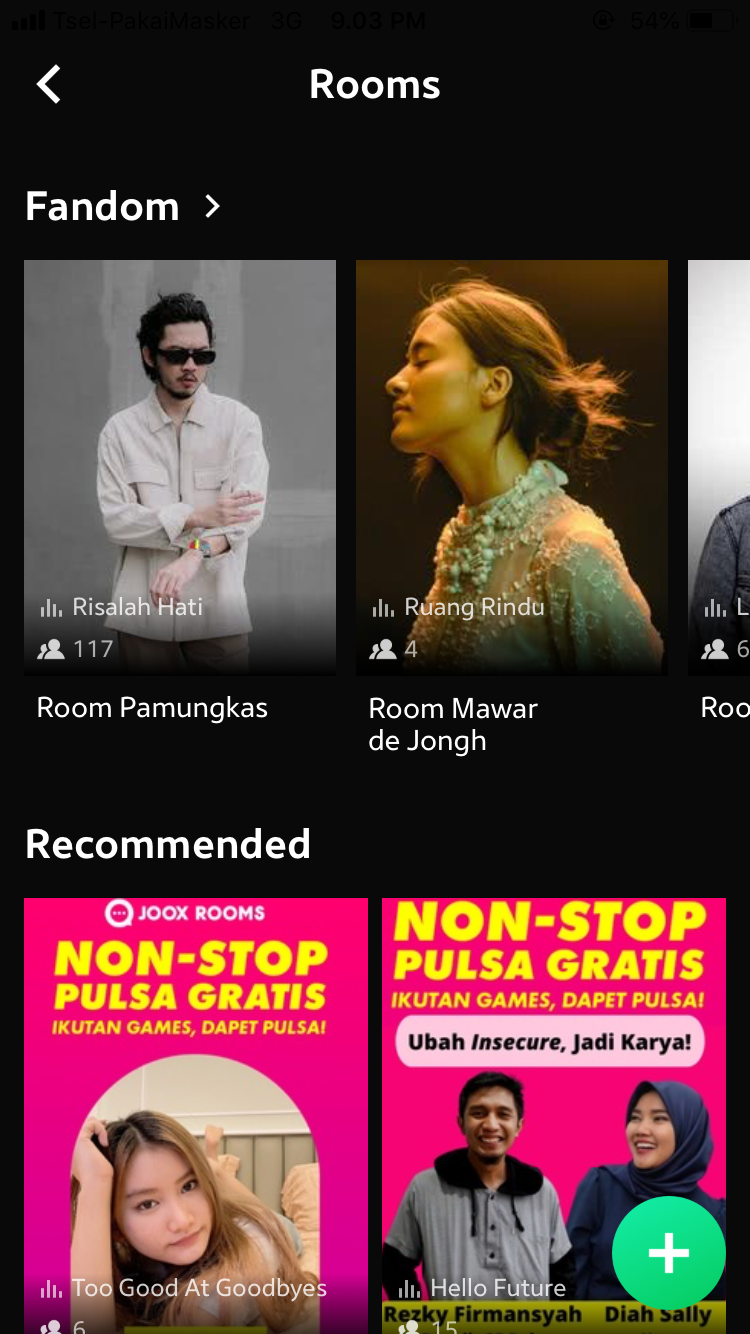 Tsel-PakaiMasker 3G 9.03 PM 54%
Rooms
Fandom
Risalah Hati
117
Room Pamungkas
Ruang Rindu
4
Room Mawar
de Jongh
L
6
Roo
Recommended
JOOX ROOMS
NON-STOP
PULSA GRATIS
IKUTAN GAMES, DAPET PULSA!
Too Good At Goodbyes
6
NON-STOP
PULSA GRATIS
IKUTAN GAMES, DAPET PULSA!
Ubah Insecure, Jadi Karya!
Hello Future
Rezky Firmansyah Diah Sally
15